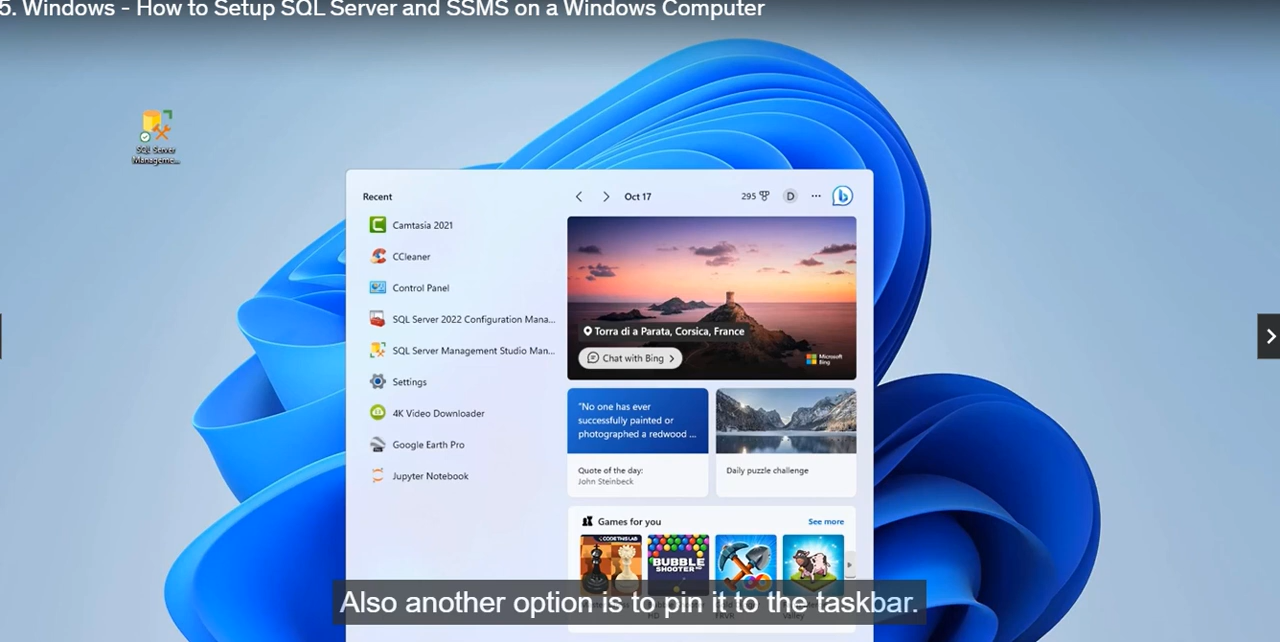 5. Windows - How to Setup SQL Server and SSMS on a Windows Computer
SQL Server
Manageme...
Recent
Oct 17
295
D
Camtasia 2021
CCleaner
Control Panel
SQL Server 2022 Configuration Mana...
SQL Server Management Studio Man...
Settings
4K Video Downloader
Google Earth Pro
Jupyter Notebook
Torra di a Parata, Corsica, France
Chat with Bing
Microsoft
Bing
"No one has ever
successfully painted or
photographed a redwood ...
Quote of the day:
John Steinbeck
Daily puzzle challenge
Games for you
See more
CODETHISLAB
BUBBLE
SHOOTER
Also another option is to pin it to the taskbar.
Valley